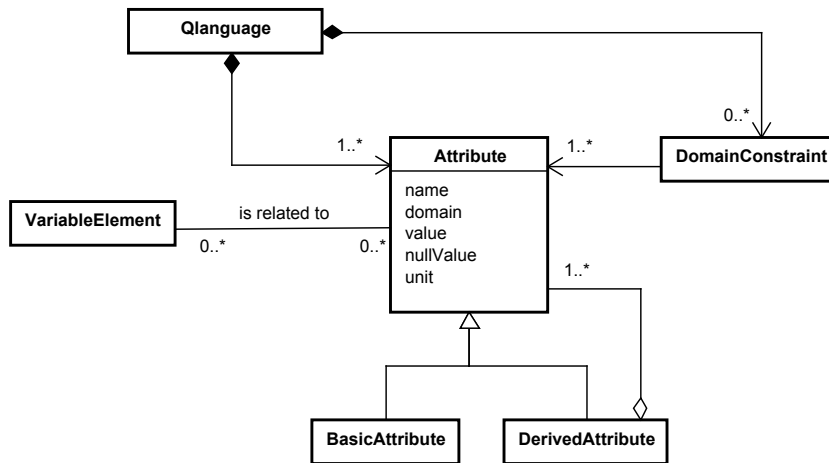 Qlanguage
0..*
1..*
Attribute
1..*
DomainConstraint
name
domain
value
nullValue
unit
VariableElement
is related to
0..*
0..*
1..*
BasicAttribute
DerivedAttribute